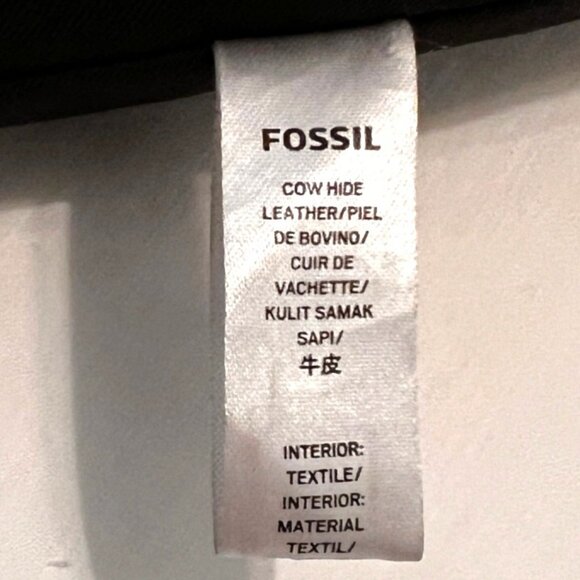 FOSSIL
COW HIDE
LEATHER/PIEL
DE BOVINO/
CUIR DE
VACHETTE/
KULIT SAMAK
SAPI/
牛皮
INTERIOR:
TEXTILE/
INTERIOR:
MATERIAL
TEXTIL/